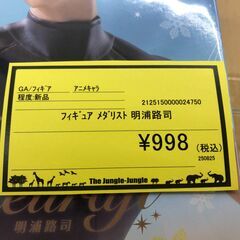 GA/フィギア アニメキャラ
程度:新品
2125150000024750
フィギュア メダリスト 明浦路司
¥998 (税込)
250825
The Jungle-Jungle
明浦路司